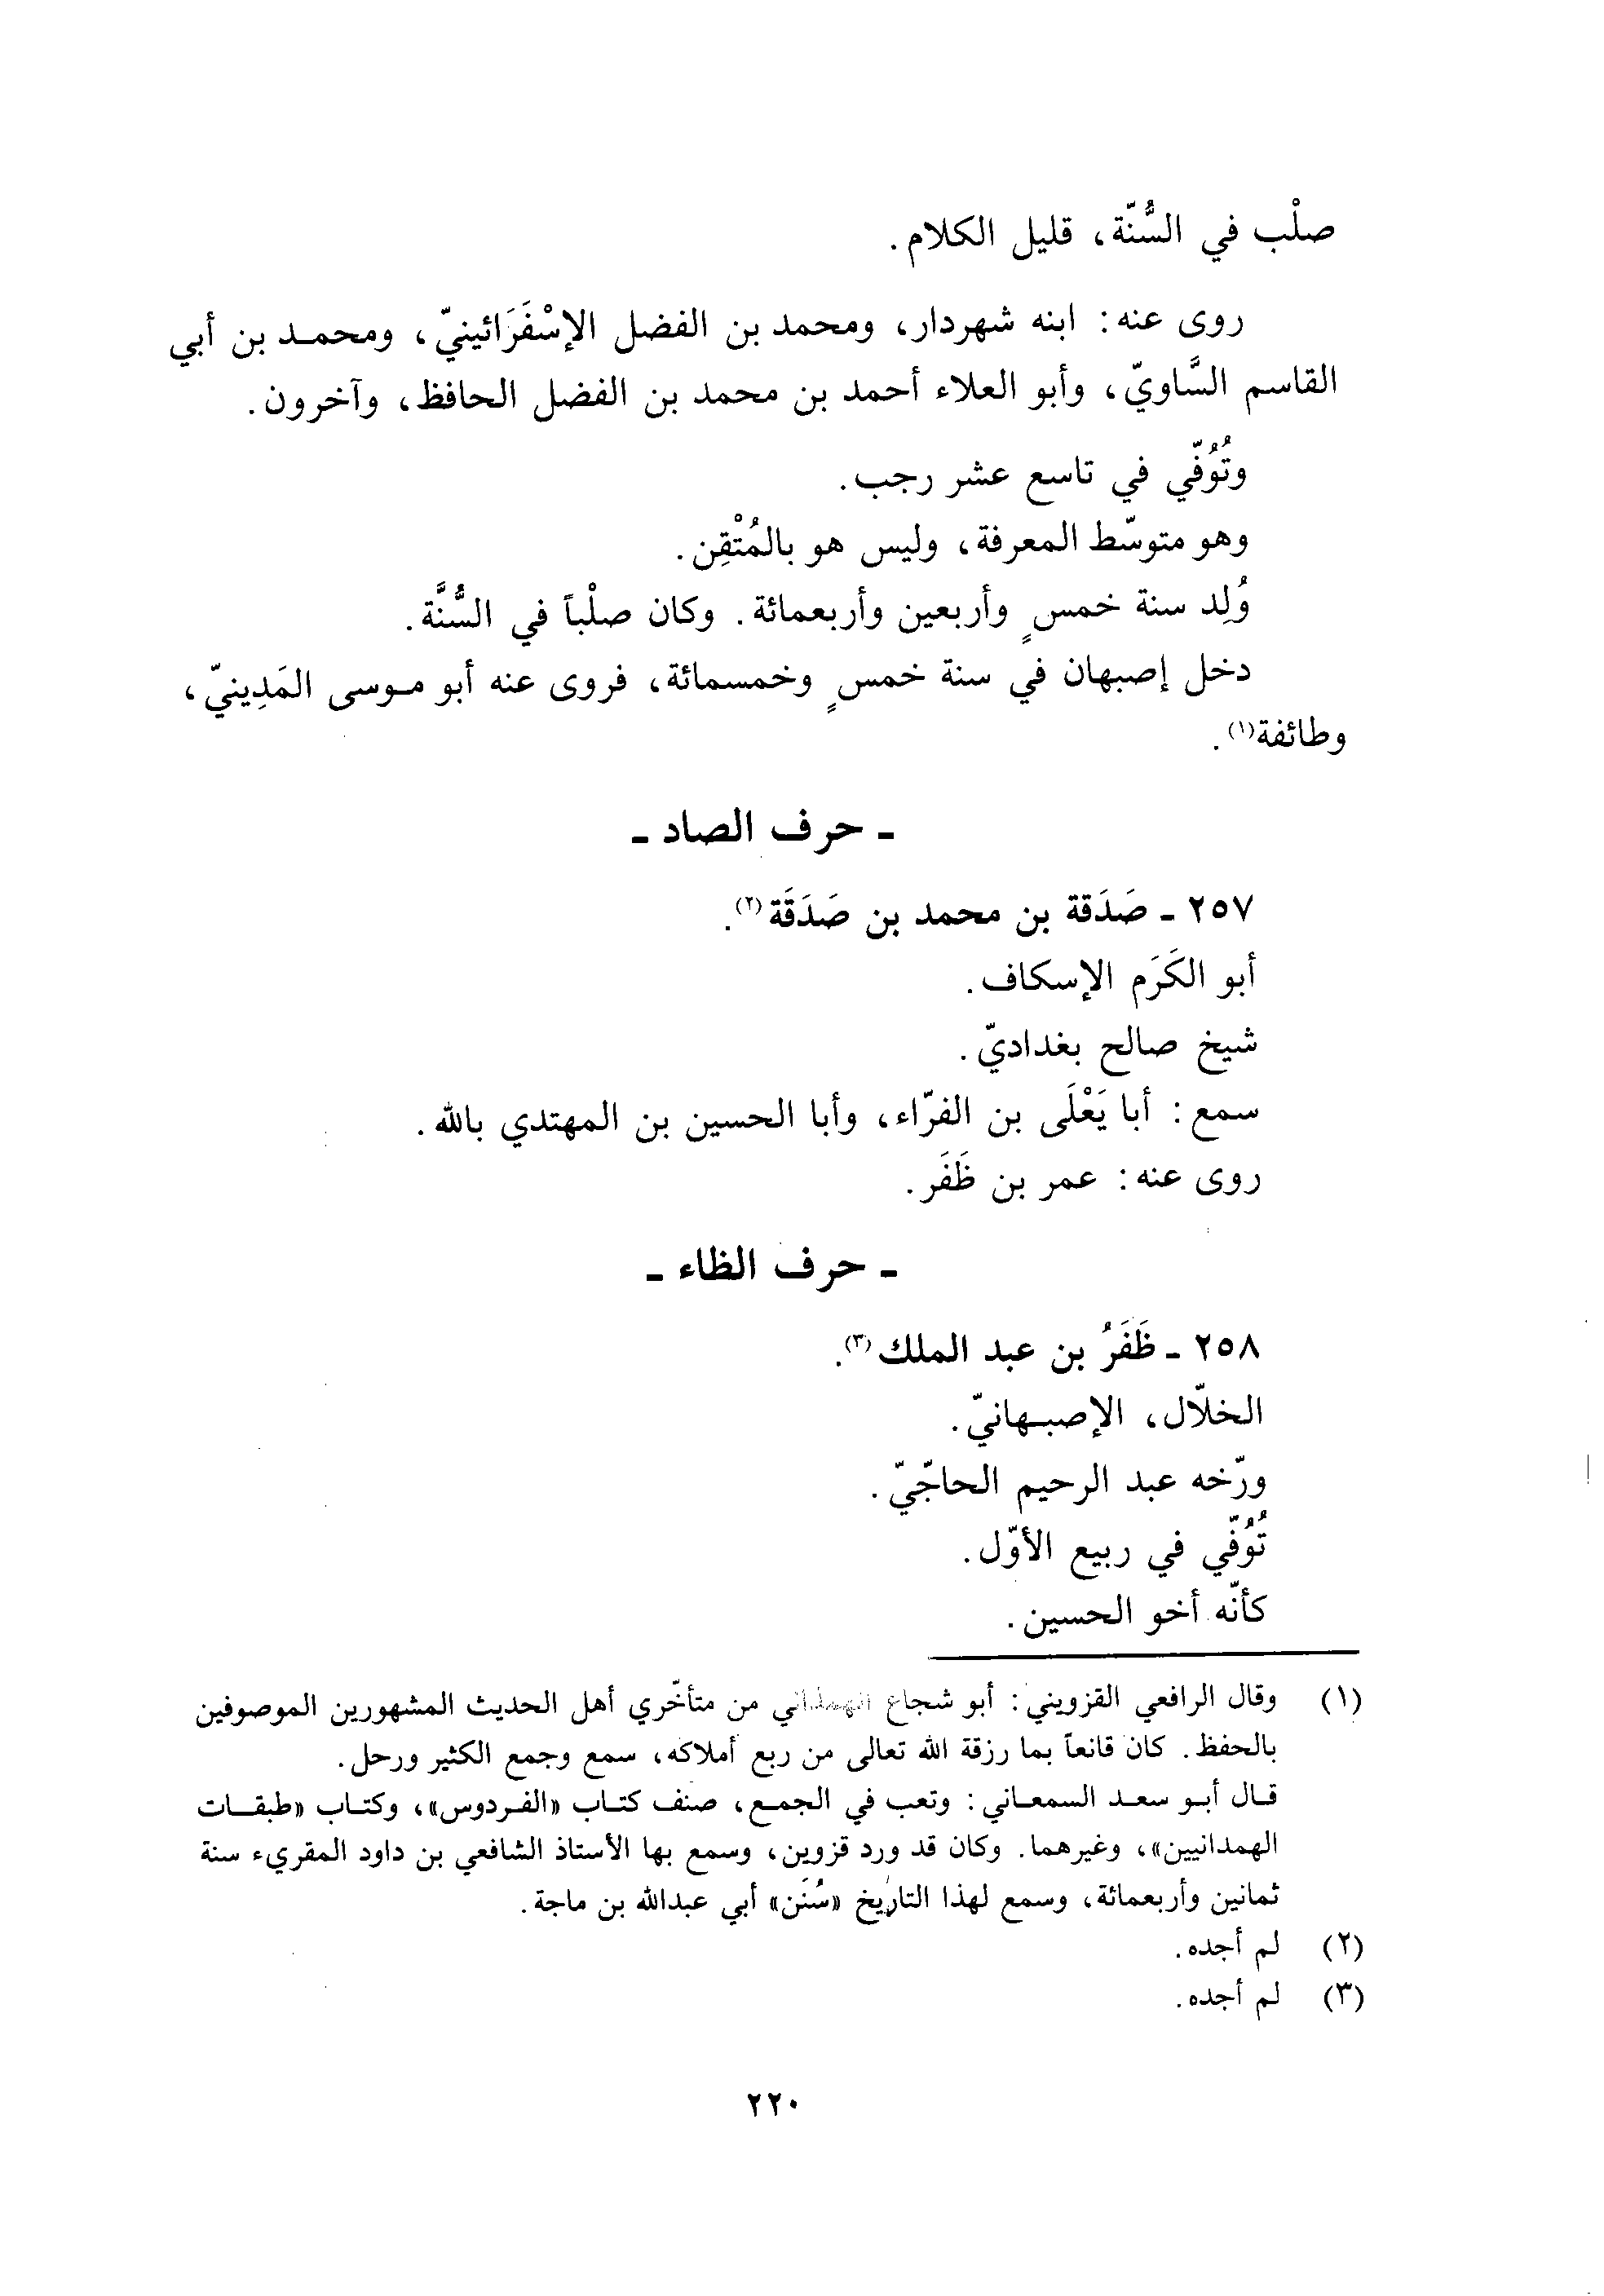 صلْب في السُّنّة، قليل الكلام.
روى عنه: ابنه شهردار، ومحمد بن الفضل الإسْفَرَائينيّ، ومحمد بن أبي
القاسم السَّاويّ، وأبو العلاء أحمد بن محمد بن الفضل الحافظ، وآخرون.
وتُوُفّي في تاسع عشر رجب.
وهو متوسّط المعرفة، وليس هو بالمُتْقِن.
وُلِد سنة خمسٍ وأربعين وأربعمائة. وكان صلْباً في السُّنَّة.
دخل إصبهان في سنة خمسٍ وخمسمائة، فروى عنه أبو موسى المَدِينيّ،
وطائفة(١).
- حرف الصاد -
٢٥٧ - صَدَقة بن محمد بن صَدَقَة(٢).
أبو الكَرَم الإسكاف.
شيخ صالح بغداديّ.
سمع: أبا يَعْلَى بن الفرّاء، وأبا الحسين بن المهتدي بالله.
روى عنه: عمر بن ظَفَر.
- حرف الظاء -
٢٥٨ - ظَفَرُ بن عبد الملك(٣).
الخلّال، الإصبهانيّ.
ورّخه عبد الرحيم الحاجّيّ.
تُوُفّي في ربيع الأوّل.
كأنّه أخو الحسين.
(١) وقال الرافعي القزويني: أبو شجاع الهمذاني من متأخّري أهل الحديث المشهورين الموصوفين
بالحفظ. كان قانعاً بما رزقة الله تعالى من ربع أملاكه، سمع وجمع الكثير ورحل.
قال أبو سعد السمعاني: وتعب في الجمع، صنف كتاب «الفردوس»، وكتاب «طبقات
الهمدانيين»، وغيرهما. وكان قد ورد قزوين، وسمع بها الأستاذ الشافعي بن داود المقريء سنة
ثمانين وأربعمائة، وسمع لهذا التاريخ «سُنَن» أبي عبدالله بن ماجة.
(٢) لم أجده.
(٣) لم أجده.
٢٢٠